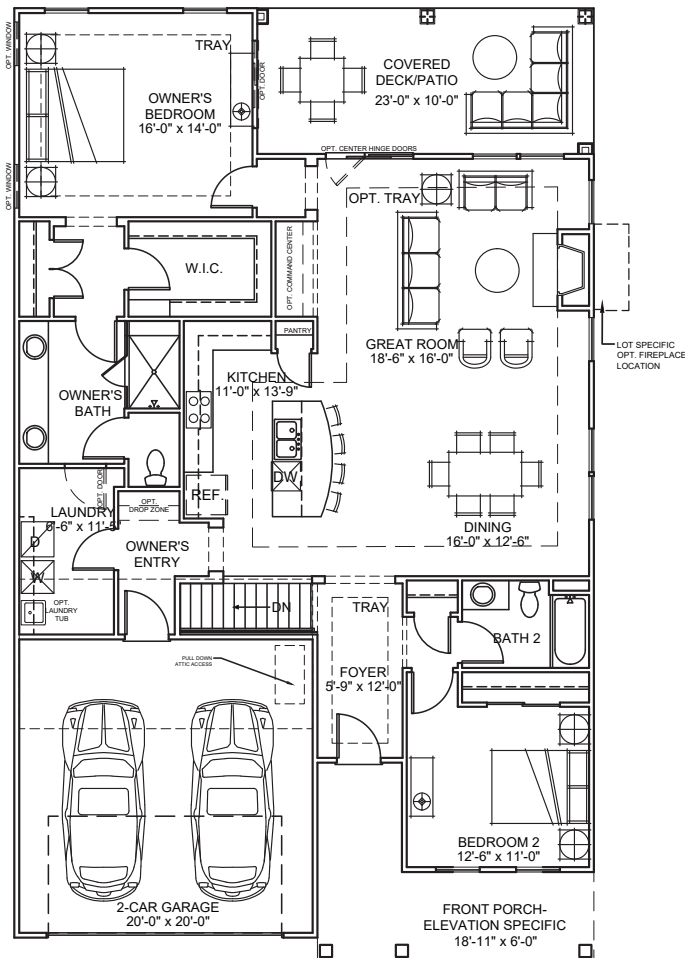 OPT. WINDOW
TRAY
OWNER'S
BEDROOM
16'-0" x 14'-0"
OPT. DOOR
COVERED
DECK/PATIO
23'-0" x 10'-0"
OPT. WINDOW
OPT. CENTER HINGE DOORS
OPT. TRAY
W.I.C.
OPT. COMMAND CENTER
PANTRY
GREAT ROOM
18'-6" x 16'-0"
LOT SPECIFIC
OPT. FIREPLACE
LOCATION
KITCHEN
11'-0" x 13'-9"
OWNER'S
BATH
DW
REF.
OPT. DOOR
LAUNDRY
6'-6" x 11'-5"
OPT.
DROP ZONE
OWNER'S
ENTRY
DINING
16'-0" x 12'-6"
D
W
OPT.
LAUNDRY
TUB
DN
TRAY
BATH 2
PULL DOWN
ATTIC ACCESS
FOYER
5'-9" x 12'-0"
BEDROOM 2
12'-6" x 11'-0"
2-CAR GARAGE
20'-0" x 20'-0"
FRONT PORCH-
ELEVATION SPECIFIC
18'-11" x 6'-0"